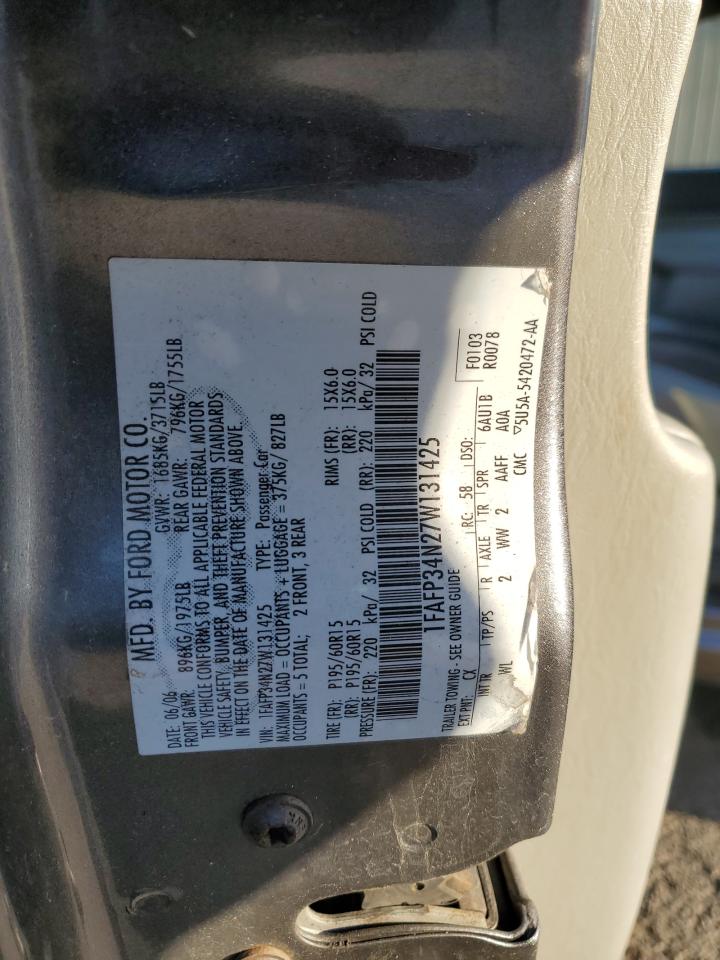 MFD. BY FORD MOTOR CO.
DATE: 06/06 GVWR: 1685KG/3715LB
FRONT GAWR: 896KG/1975LB REAR GAWR: 796KG/1755LB
THIS VEHICLE CONFORMS TO ALL APPLICABLE FEDERAL MOTOR
VEHICLE SAFETY, BUMPER, AND THEFT PREVENTION STANDARDS
IN EFFECT ON THE DATE OF MANUFACTURE SHOWN ABOVE.
VIN: 1FAFP34N27W131425 TYPE: Passenger Car
MAXIMUM LOAD = OCCUPANTS + LUGGAGE = 375KG/ 827LB
OCCUPANTS = 5 TOTAL; 2 FRONT, 3 REAR
TIRE (FR): P195/60R15 RIMS (FR): 15X6.0
(RR): P195/60R15 (RR): 15X6.0
PRESSURE (FR): 220 kPa/ 32 PSI COLD (RR): 220 kPa/ 32 PSI COLD
1FAFP34N27W131425
TRAILER TOWING - SEE OWNER GUIDE
EXT PNT: CX RC: 58 DSO: F0103
INT TR TP/PS R AXLE TR SPR 6AU1B R0078
WL 2 WW 2 AAFF A0A
CMC ▽5U5A-5420472-AA